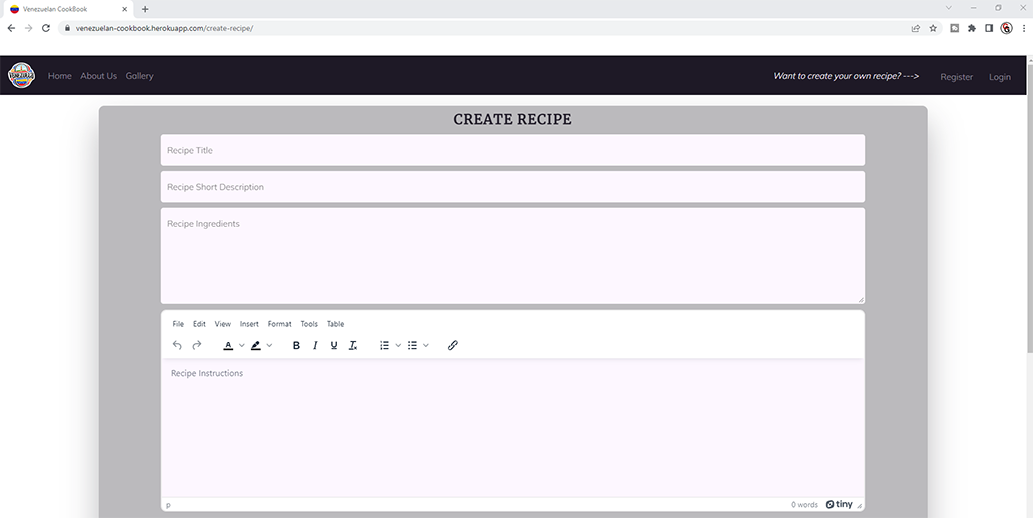 Venezuelan CookBook
venezuelan-cookbook.herokuapp.com/create-recipe/
Home About Us Gallery Want to create your own recipe? ---> Register Login
CREATE RECIPE
Recipe Title
Recipe Short Description
Recipe Ingredients
File Edit View Insert Format Tools Table
A B I U
Recipe Instructions
p 0 words tiny